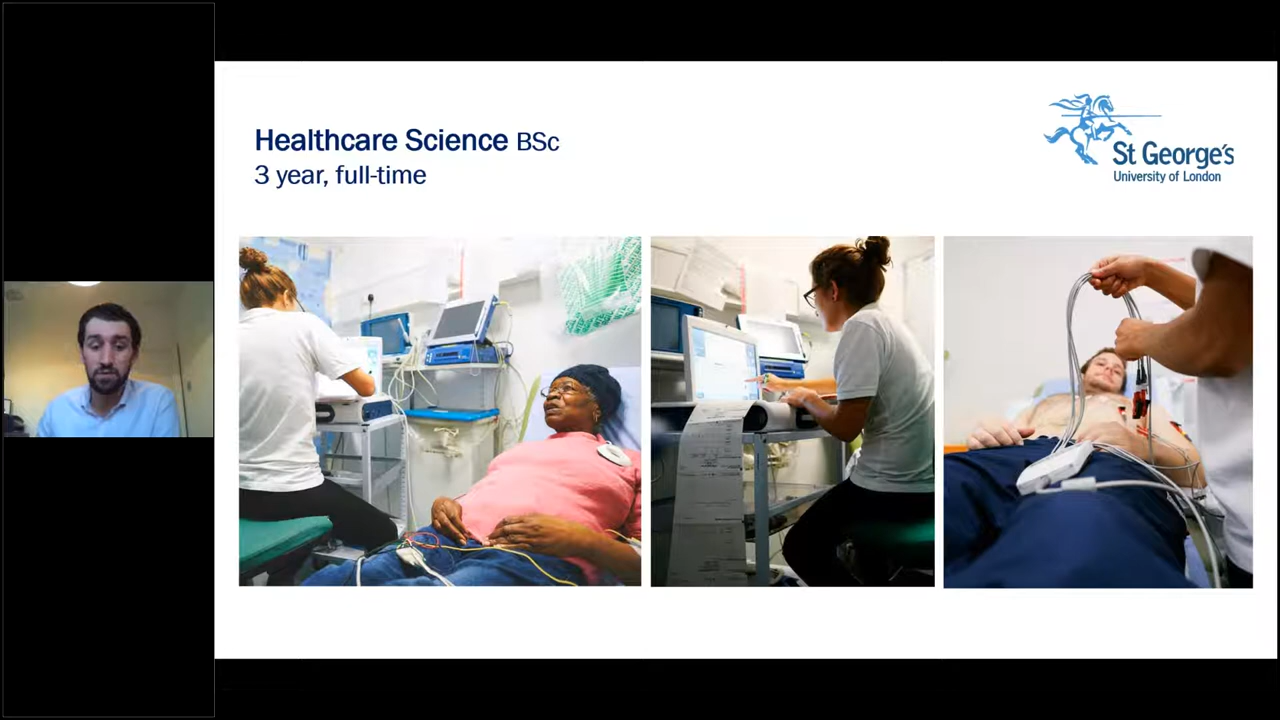 Healthcare Science BSc
3 year, full-time
St George's
University of London